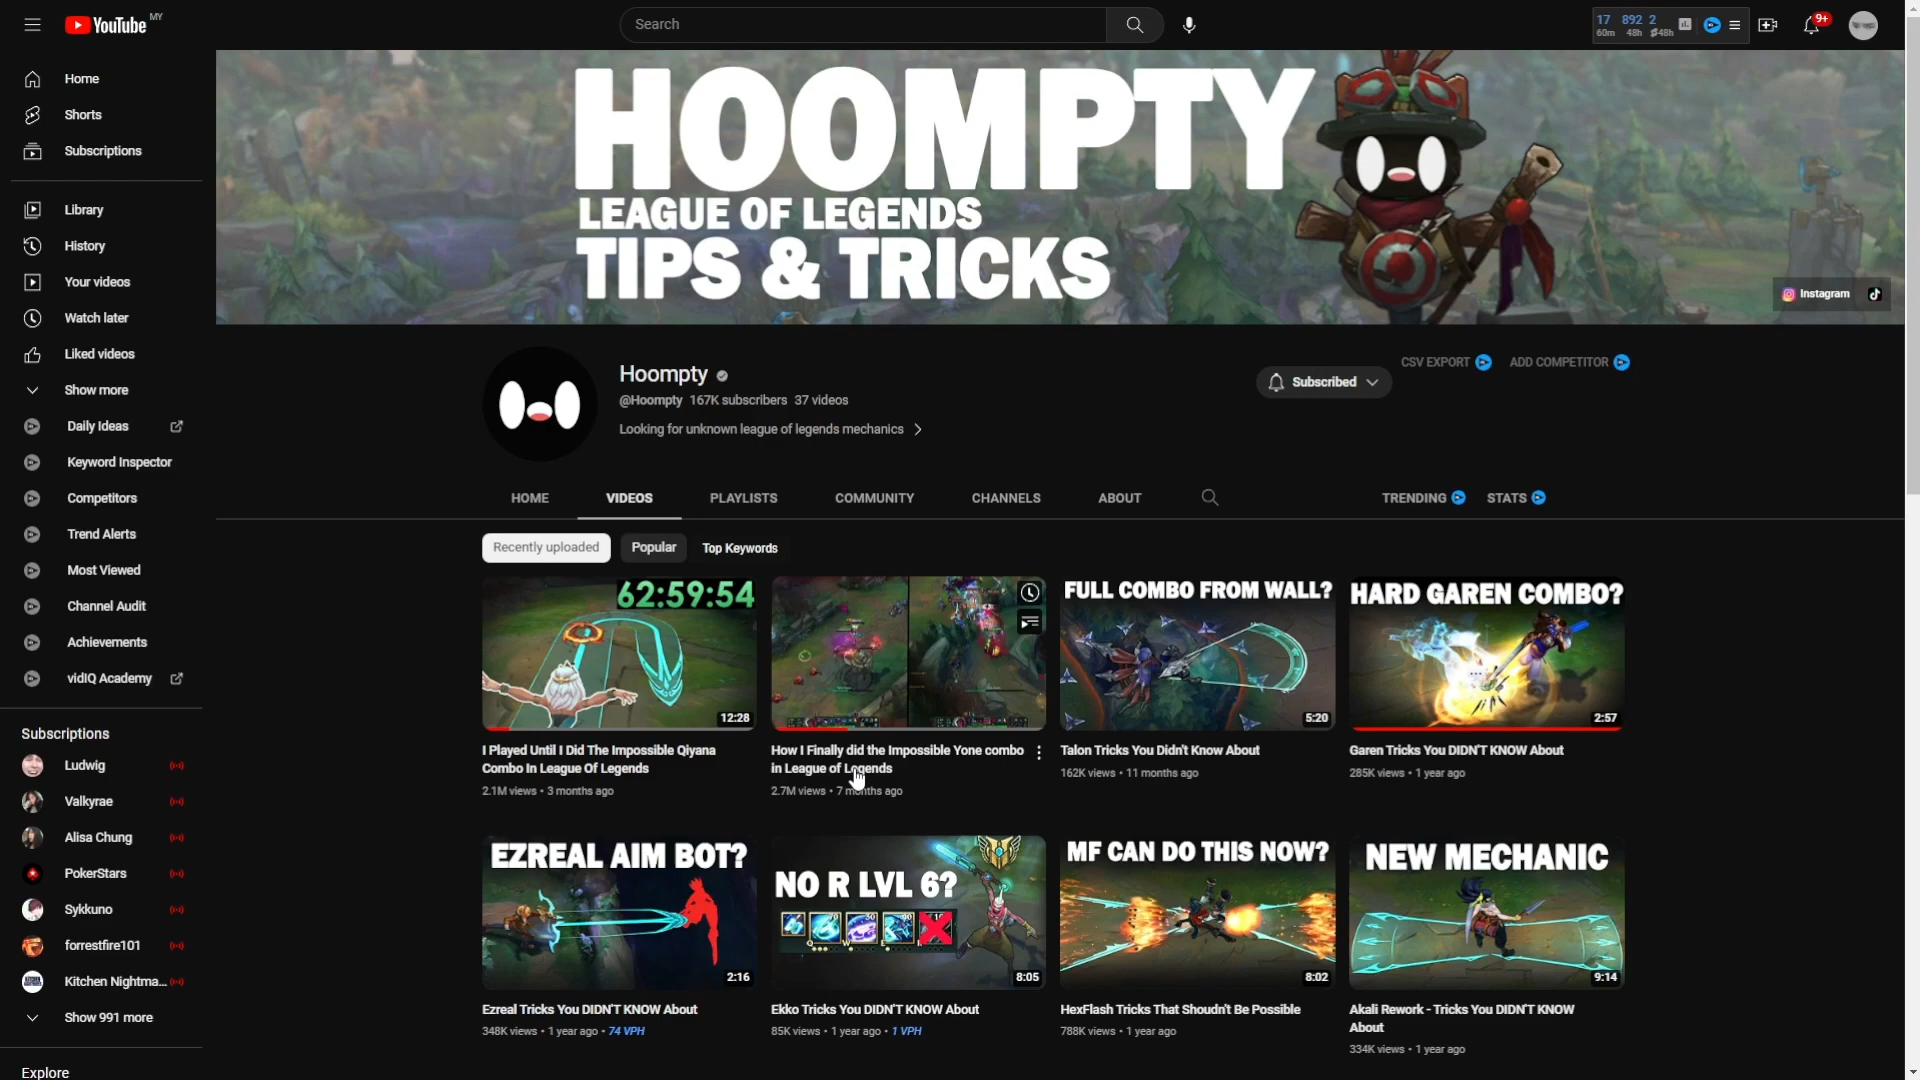 YouTube MY
Search
17 892 2
60m 48h 48h
9+
Home
Shorts
Subscriptions
Library
History
Your videos
Watch later
Liked videos
Show more
Daily Ideas
Keyword Inspector
Competitors
Trend Alerts
Most Viewed
Channel Audit
Achievements
vidIQ Academy
Subscriptions
Ludwig
Valkyrae
Alisa Chung
PokerStars
Sykkuno
forrestfire101
Kitchen Nightma...
Show 991 more
Explore
HOOMPTY
LEAGUE OF LEGENDS
TIPS & TRICKS
Instagram
Hoompty
@Hoompty 167K subscribers 37 videos
Looking for unknown league of legends mechanics
Subscribed
CSV EXPORT
ADD COMPETITOR
HOME VIDEOS PLAYLISTS COMMUNITY CHANNELS ABOUT
TRENDING STATS
Recently uploaded Popular Top Keywords
62:59:54
12:28
I Played Until I Did The Impossible Qiyana
Combo In League Of Legends
2.1M views • 3 months ago
How I Finally did the Impossible Yone combo
in League of Legends
2.7M views • 7 months ago
FULL COMBO FROM WALL?
5:20
Talon Tricks You Didn't Know About
162K views • 11 months ago
HARD GAREN COMBO?
2:57
Garen Tricks You DIDN'T KNOW About
285K views • 1 year ago
EZREAL AIM BOT?
2:16
Ezreal Tricks You DIDN'T KNOW About
348K views • 1 year ago • 74 VPH
NO R LVL 6?
8:05
Ekko Tricks You DIDN'T KNOW About
85K views • 1 year ago • 1 VPH
MF CAN DO THIS NOW?
8:02
HexFlash Tricks That Shoudn't Be Possible
788K views • 1 year ago
NEW MECHANIC
9:14
Akali Rework - Tricks You DIDN'T KNOW
About
334K views • 1 year ago